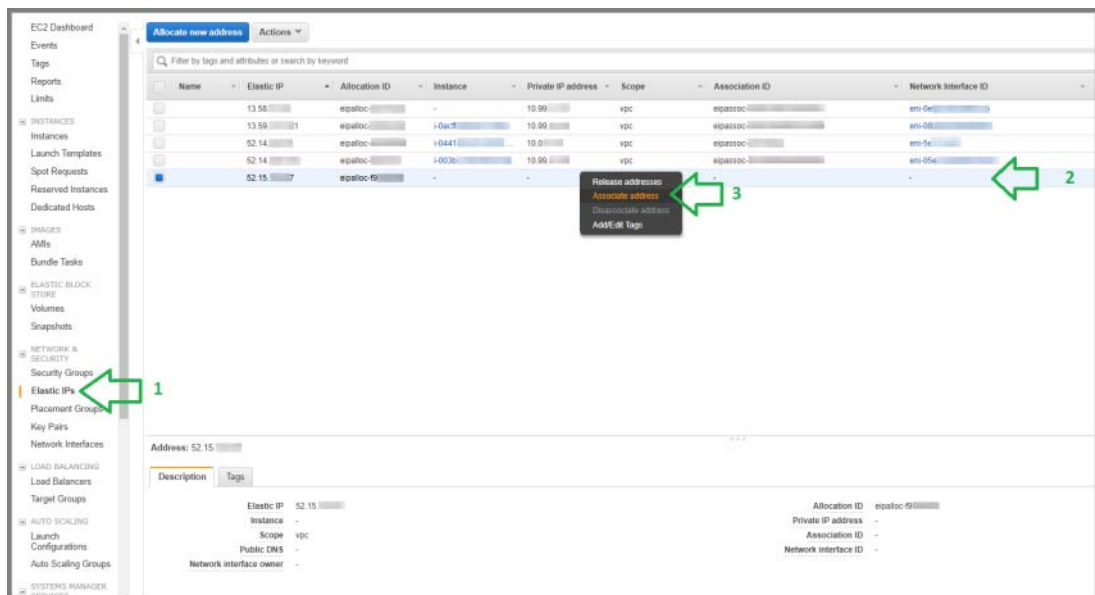 EC2 Dashboard
Events
Tags
Reports
Limits
INSTANCES
Instances
Launch Templates
Spot Requests
Reserved Instances
Dedicated Hosts
IMAGES
AMIs
Bundle Tasks
ELASTIC BLOCK
STORE
Volumes
Snapshots
NETWORK &
SECURITY
Security Groups
Elastic IPs
1
Placement Groups
Key Pairs
Network Interfaces
LOAD BALANCING
Load Balancers
Target Groups
AUTO SCALING
Launch
Configurations
Auto Scaling Groups
SYSTEMS MANAGER
Allocate new address Actions
Filter by tags and attributes or search by keyword
Name Elastic IP Allocation ID Instance Private IP address Scope Association ID Network Interface ID
13.58. eipalloc- - 10.99. vpc eipassoc- eni-0e
13.59. 1 eipalloc- i-0acff 10.99. vpc eipassoc- eni-08
52.14. eipalloc- i-0441 ... 10.0 vpc eipassoc- eni-5c
52.14. eipalloc- i-003b 10.99. vpc eipassoc- eni-05e
52.15. 7 eipalloc-f9 - - - -
2
Release addresses
Associate address
3
Disassociate address
Add/Edit Tags
Address: 52.15.
Description Tags
Elastic IP 52.15.
Instance -
Scope vpc
Public DNS -
Network interface owner -
Allocation ID eipalloc-f9
Private IP address -
Association ID -
Network interface ID -